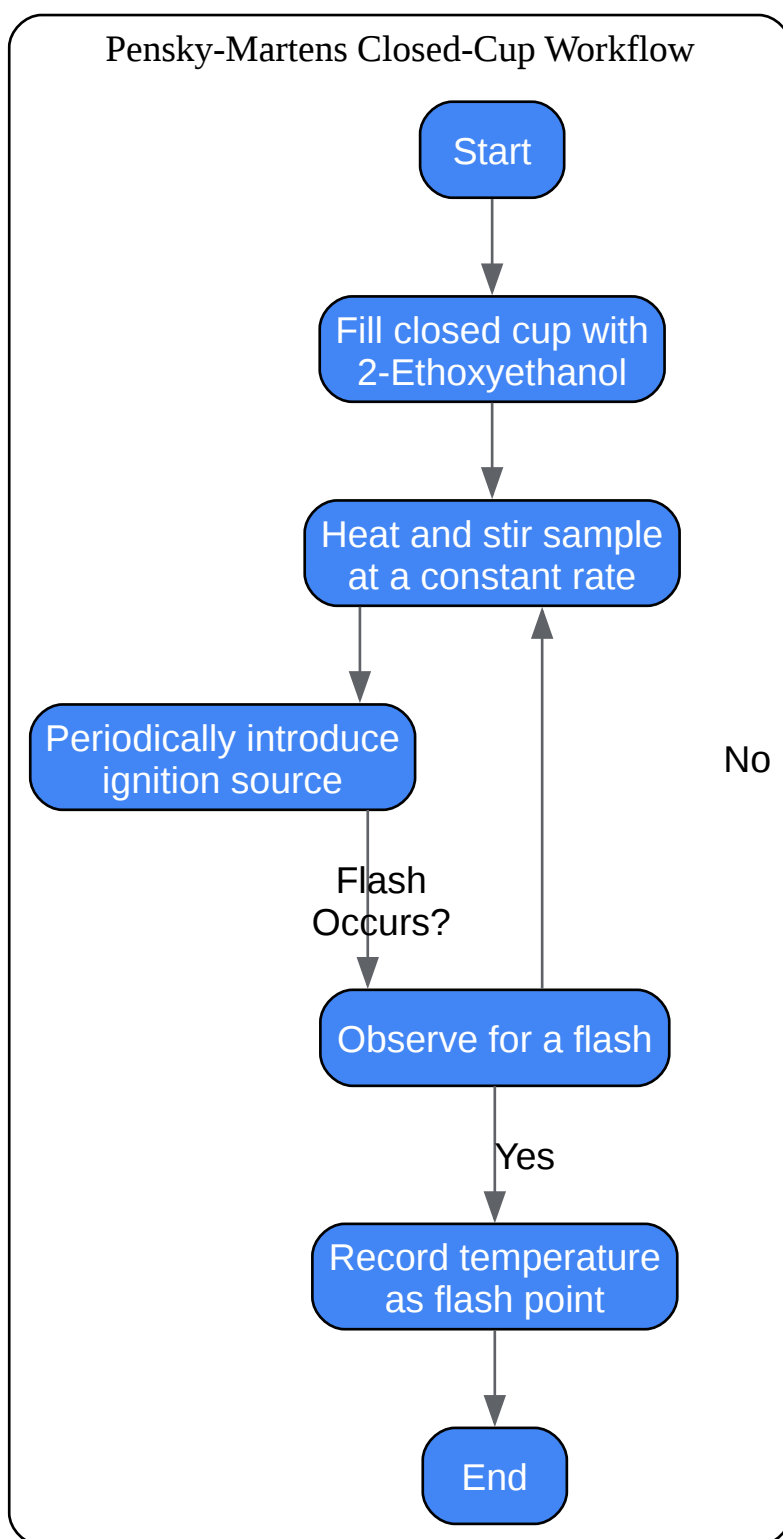 Pensky-Martens Closed-Cup Workflow
Start
Fill closed cup with
2-Ethoxyethanol
Heat and stir sample
at a constant rate
Periodically introduce
ignition source
No
Flash
Occurs?
Observe for a flash
Yes
Record temperature
as flash point
End